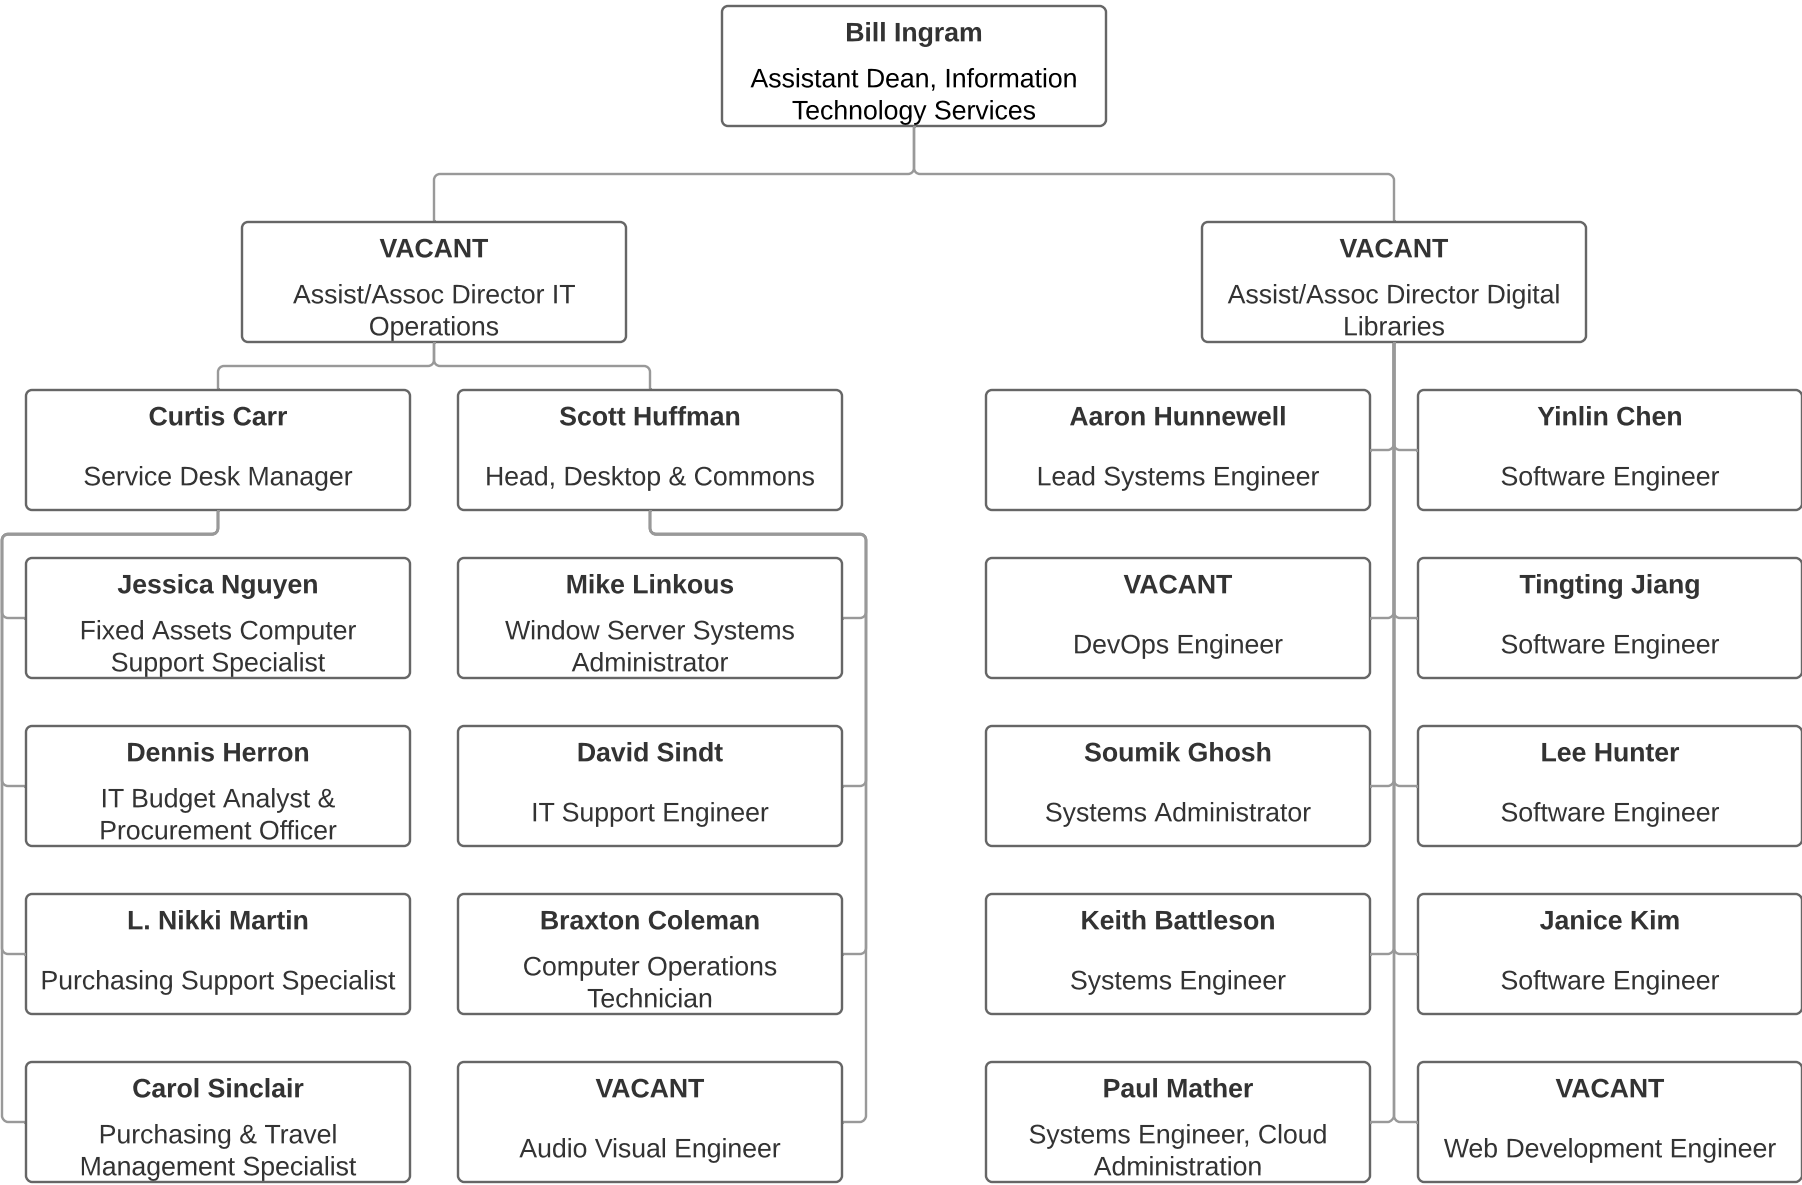 Bill Ingram
Assistant Dean, Information
Technology Services
VACANT
Assist/Assoc Director IT
Operations
VACANT
Assist/Assoc Director Digital
Libraries
Curtis Carr
Service Desk Manager
Scott Huffman
Head, Desktop & Commons
Aaron Hunnewell
Lead Systems Engineer
Yinlin Chen
Software Engineer
Jessica Nguyen
Fixed Assets Computer
Support Specialist
Mike Linkous
Window Server Systems
Administrator
VACANT
DevOps Engineer
Tingting Jiang
Software Engineer
Dennis Herron
IT Budget Analyst &
Procurement Officer
David Sindt
IT Support Engineer
Soumik Ghosh
Systems Administrator
Lee Hunter
Software Engineer
L. Nikki Martin
Purchasing Support Specialist
Braxton Coleman
Computer Operations
Technician
Keith Battleson
Systems Engineer
Janice Kim
Software Engineer
Carol Sinclair
Purchasing & Travel
Management Specialist
VACANT
Audio Visual Engineer
Paul Mather
Systems Engineer, Cloud
Administration
VACANT
Web Development Engineer